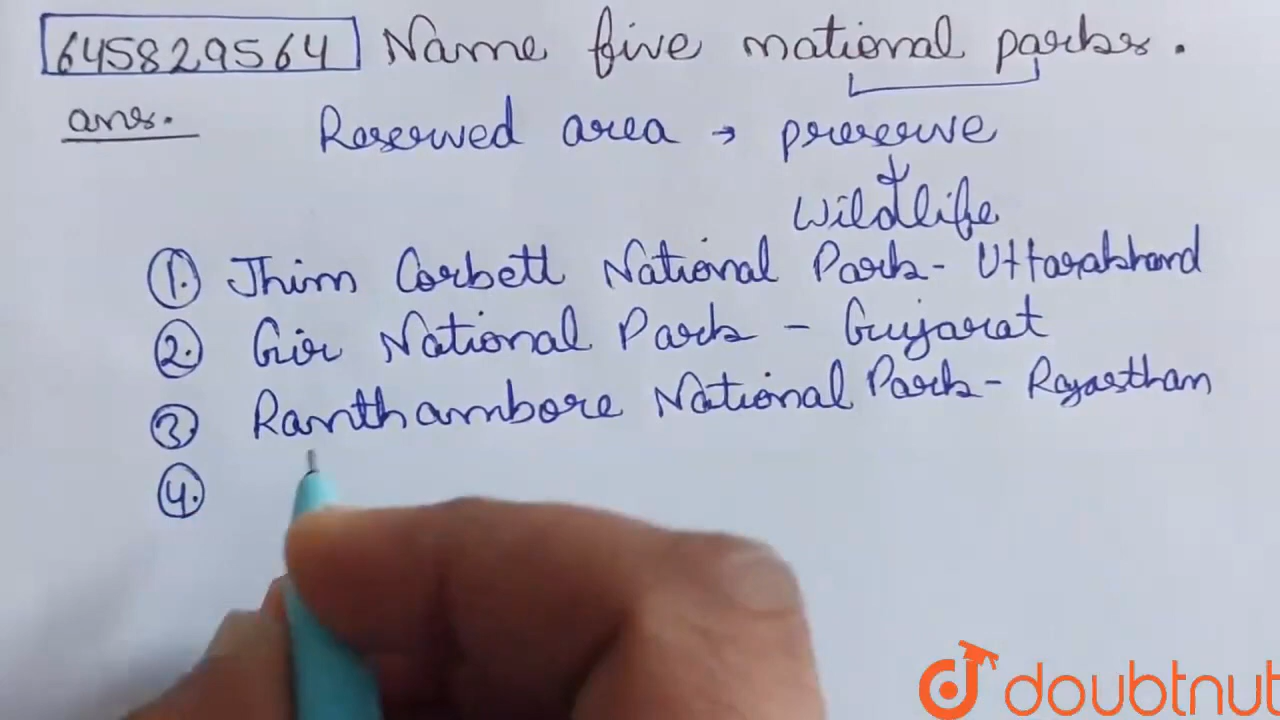 645829564 Name five national parks.
ans. Reserved area → preserve
↓
Wildlife
1. Jhim Corbett National Park - Uttarakhand
2. Gir National Park - Gujarat
3. Ranthambore National Park - Rajasthan
4.
doubtnut